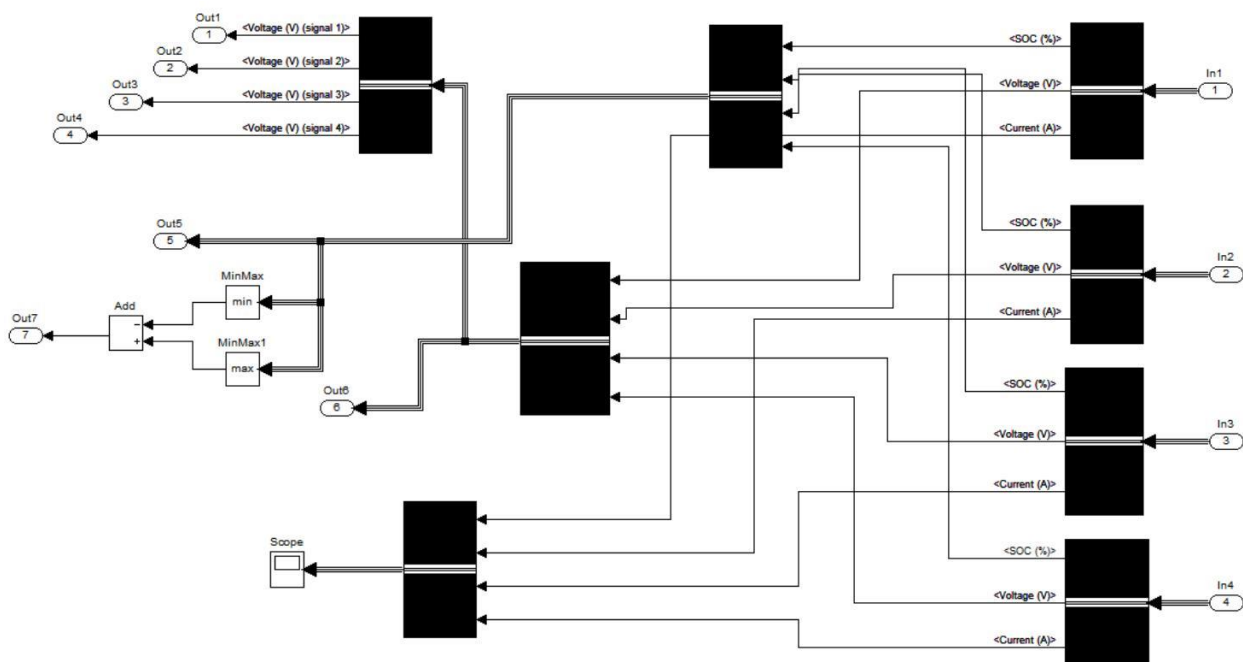 Out1
1
<Voltage (V) (signal 1)>
Out2
2
<Voltage (V) (signal 2)>
Out3
3
<Voltage (V) (signal 3)>
Out4
4
<Voltage (V) (signal 4)>
<SOC (%)>
<Voltage (V)>
<Current (A)>
In1
1
Out5
5
<SOC (%)>
<Voltage (V)>
<Current (A)>
In2
2
MinMax
min
Add
−
+
Out7
7
MinMax1
max
Out6
6
<SOC (%)>
<Voltage (V)>
<Current (A)>
In3
3
Scope
<SOC (%)>
<Voltage (V)>
<Current (A)>
In4
4